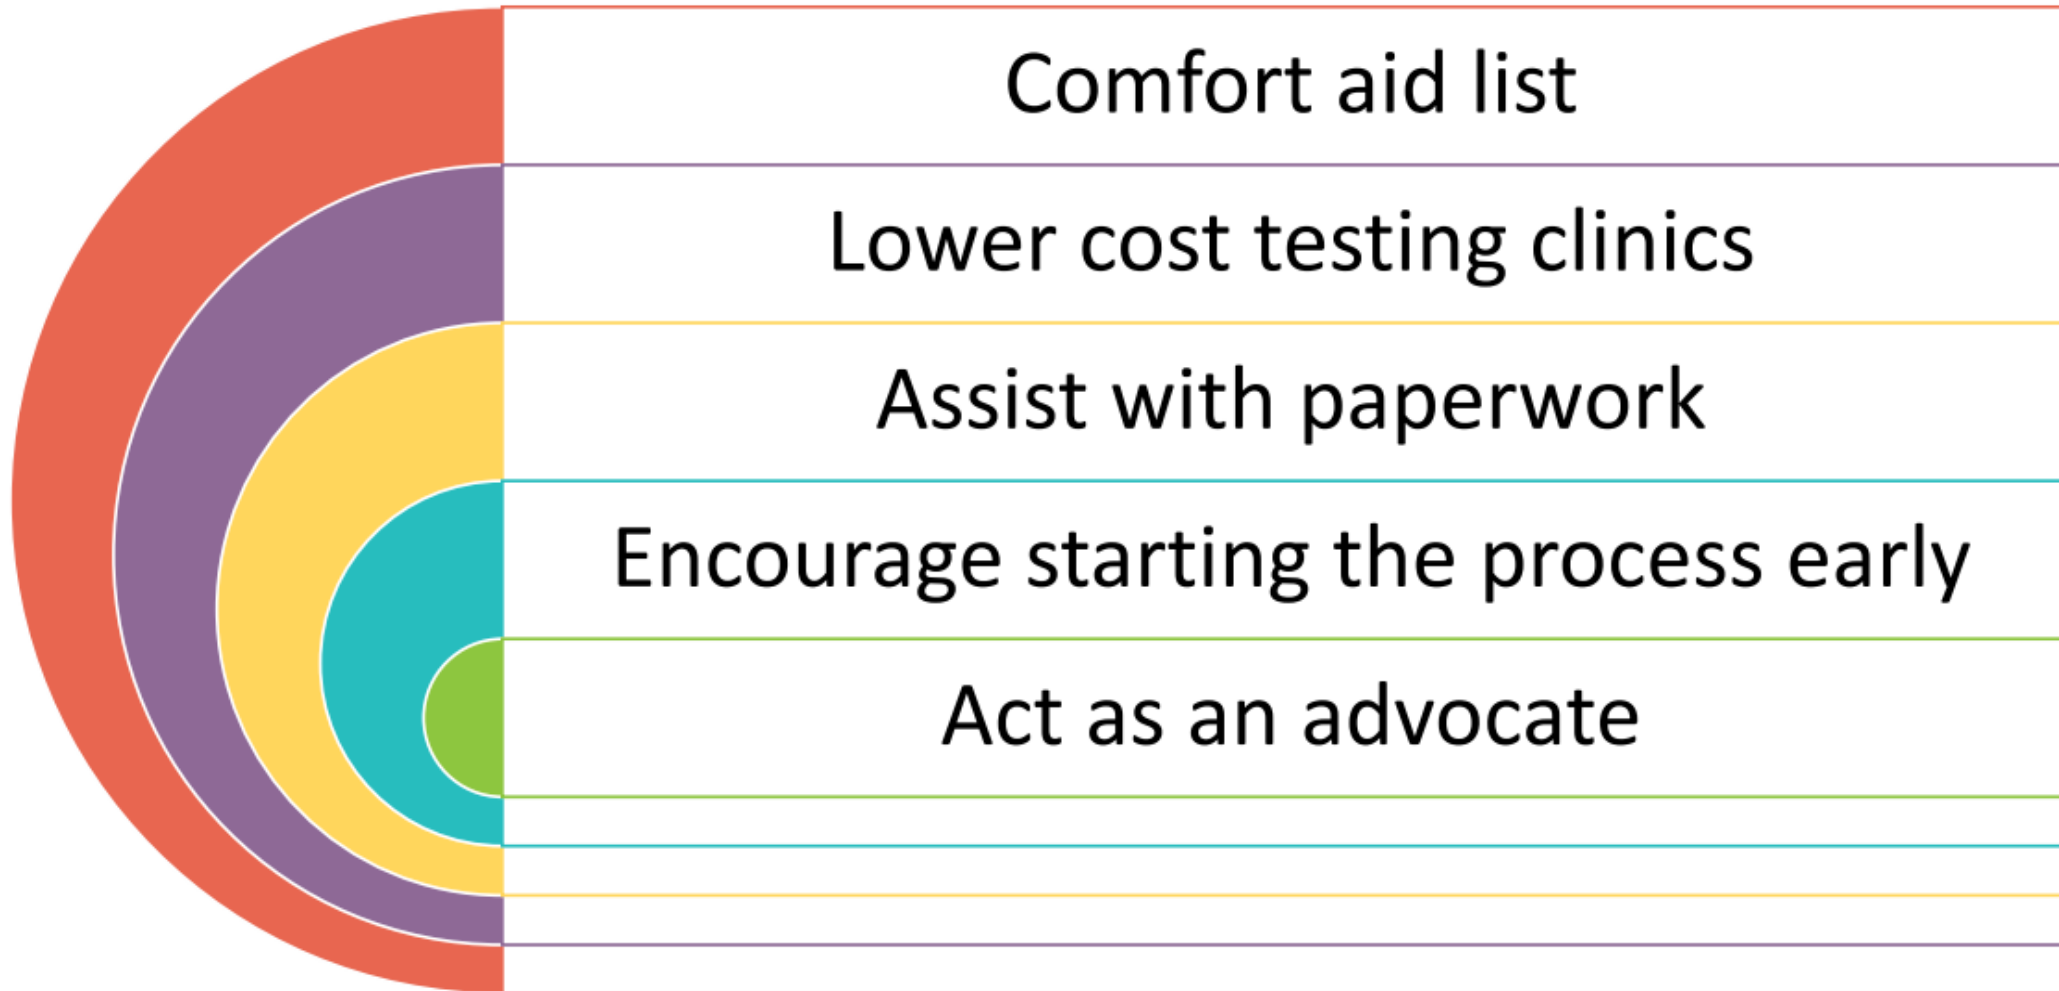 Comfort aid list
Lower cost testing clinics
Assist with paperwork
Encourage starting the process early
Act as an advocate